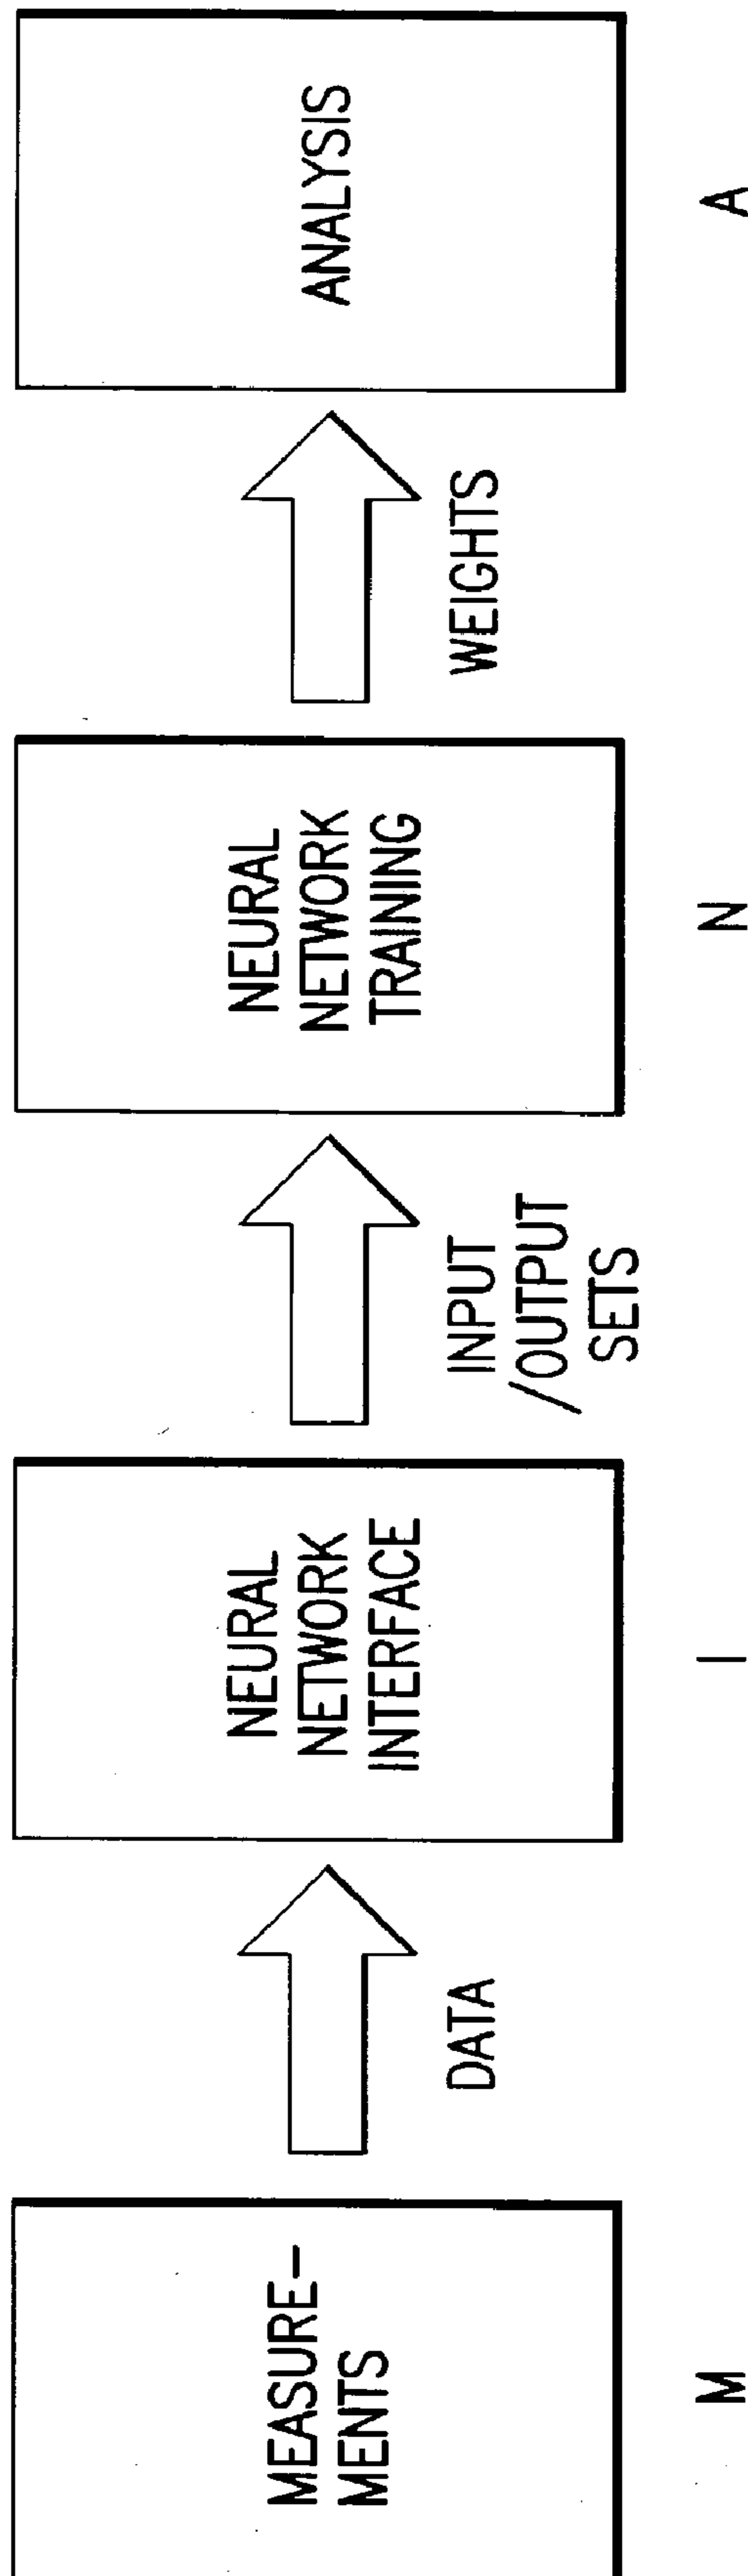 MEASURE-
MENTS
DATA
NEURAL
NETWORK
INTERFACE
INPUT
/OUTPUT
SETS
NEURAL
NETWORK
TRAINING
WEIGHTS
ANALYSIS
M
I
N
A